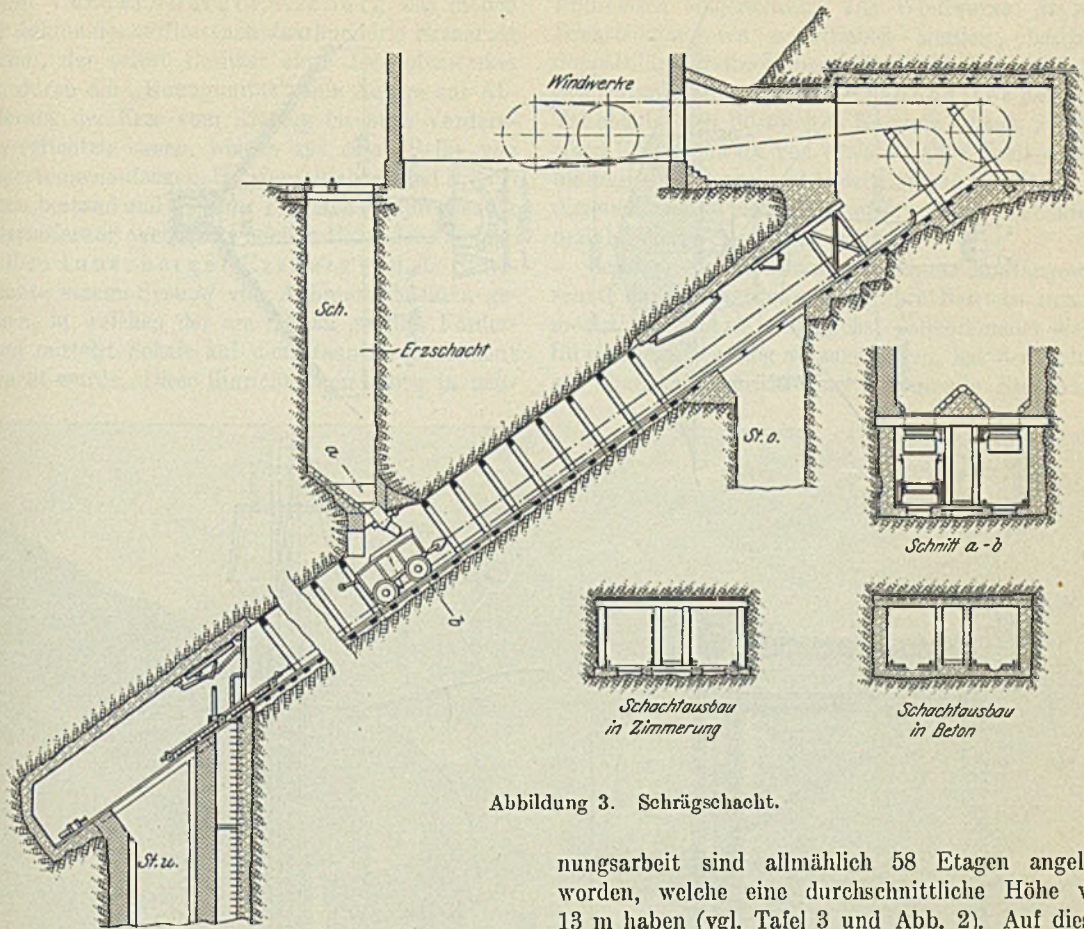 Windwerke
Sch.
Erzschacht
a
St. o.
b
Schnitt a-b
Schachtausbau
in Zimmerung
Schachtausbau
in Beton
St. u.
Abbildung 3. Schrägschacht.
nungsarbeit sind allmählich 58 Etagen angel
worden, welche eine durchschnittliche Höhe v
13 m haben (vgl. Tafel 3 und Abb. 2). Auf dies